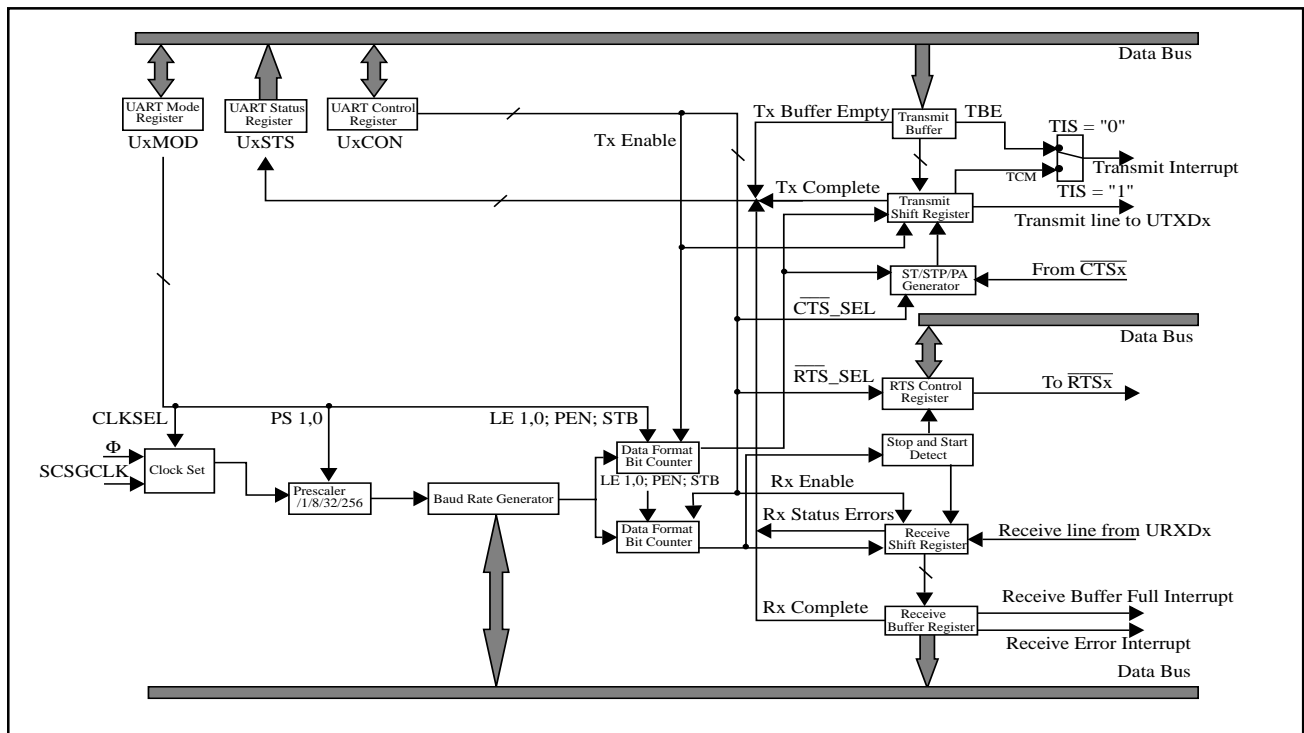 Data Bus
UART Mode
Register
UxMOD
UART Status
Register
UxSTS
UART Control
Register
UxCON
Tx Enable
Tx Buffer Empty
Transmit
Buffer
TBE
TIS = "0"
Transmit Interrupt
TCM
TIS = "1"
Tx Complete
Transmit
Shift Register
Transmit line to UTXDx
ST/STP/PA
Generator
From C̅T̅S̅x̅
C̅T̅S̅_SEL
Data Bus
R̅T̅S̅_SEL
RTS Control
Register
To R̅T̅S̅x̅
CLKSEL
PS 1,0
LE 1,0; PEN; STB
Φ
SCSGCLK
Clock Set
Prescaler
/1/8/32/256
Baud Rate Generator
Data Format
Bit Counter
LE 1,0; PEN; STB
Data Format
Bit Counter
Stop and Start
Detect
Rx Enable
Rx Status Errors
Receive
Shift Register
Receive line from URXDx
Rx Complete
Receive
Buffer Register
Receive Buffer Full Interrupt
Receive Error Interrupt
Data Bus